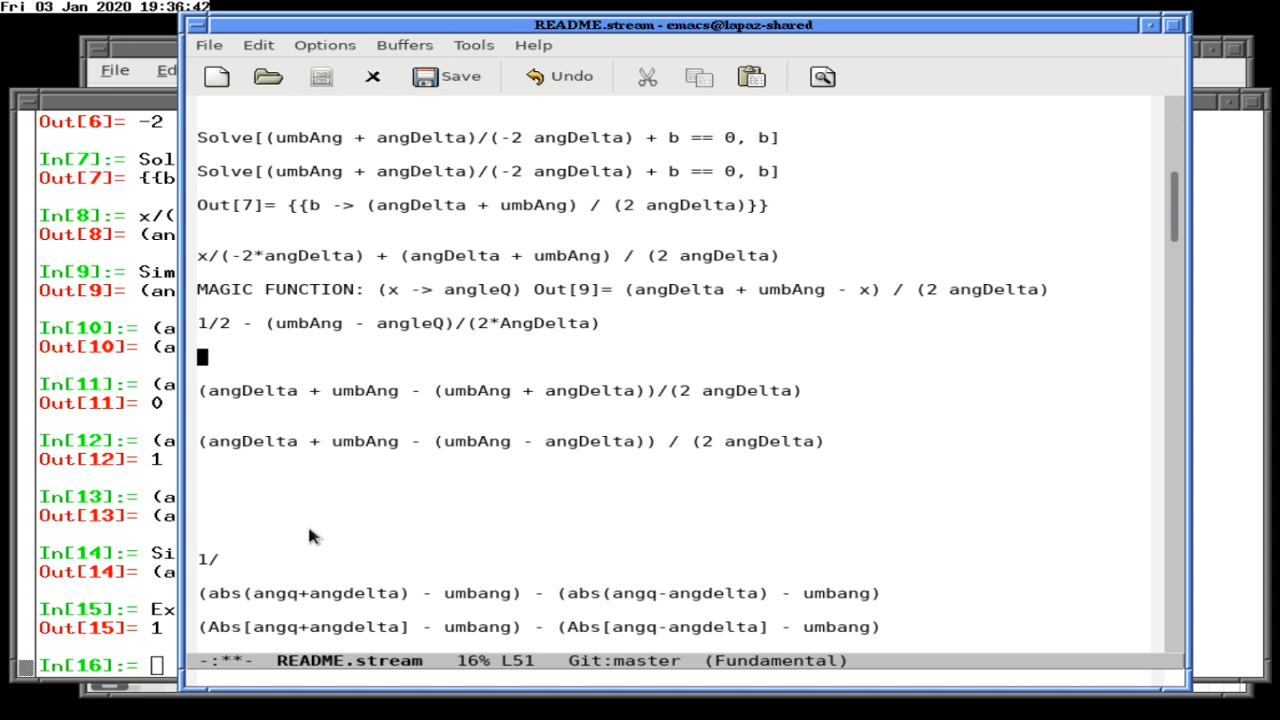 Fri 03 Jan 2020 19:36:42
README.stream - emacs@lapaz-shared
File Edit Options Buffers Tools Help
Save Undo
File Ed
Out[6]= -2
In[7]:= Sol
Out[7]= {{b
In[8]:= x/(
Out[8]= (an
In[9]:= Sim
Out[9]= (an
In[10]:= (a
Out[10]= (a
In[11]:= (a
Out[11]= 0
In[12]:= (a
Out[12]= 1
In[13]:= (a
Out[13]= (a
In[14]:= Si
Out[14]= (a
In[15]:= Ex
Out[15]= 1
In[16]:=
Solve[(umbAng + angDelta)/(-2 angDelta) + b == 0, b]
Solve[(umbAng + angDelta)/(-2 angDelta) + b == 0, b]
Out[7]= {{b -> (angDelta + umbAng) / (2 angDelta)}}
x/(-2*angDelta) + (angDelta + umbAng) / (2 angDelta)
MAGIC FUNCTION: (x -> angleQ) Out[9]= (angDelta + umbAng - x) / (2 angDelta)
1/2 - (umbAng - angleQ)/(2*AngDelta)
(angDelta + umbAng - (umbAng + angDelta))/(2 angDelta)
(angDelta + umbAng - (umbAng - angDelta)) / (2 angDelta)
1/
(abs(angq+angdelta) - umbang) - (abs(angq-angdelta) - umbang)
(Abs[angq+angdelta] - umbang) - (Abs[angq-angdelta] - umbang)
-:**- README.stream 16% L51 Git:master (Fundamental)